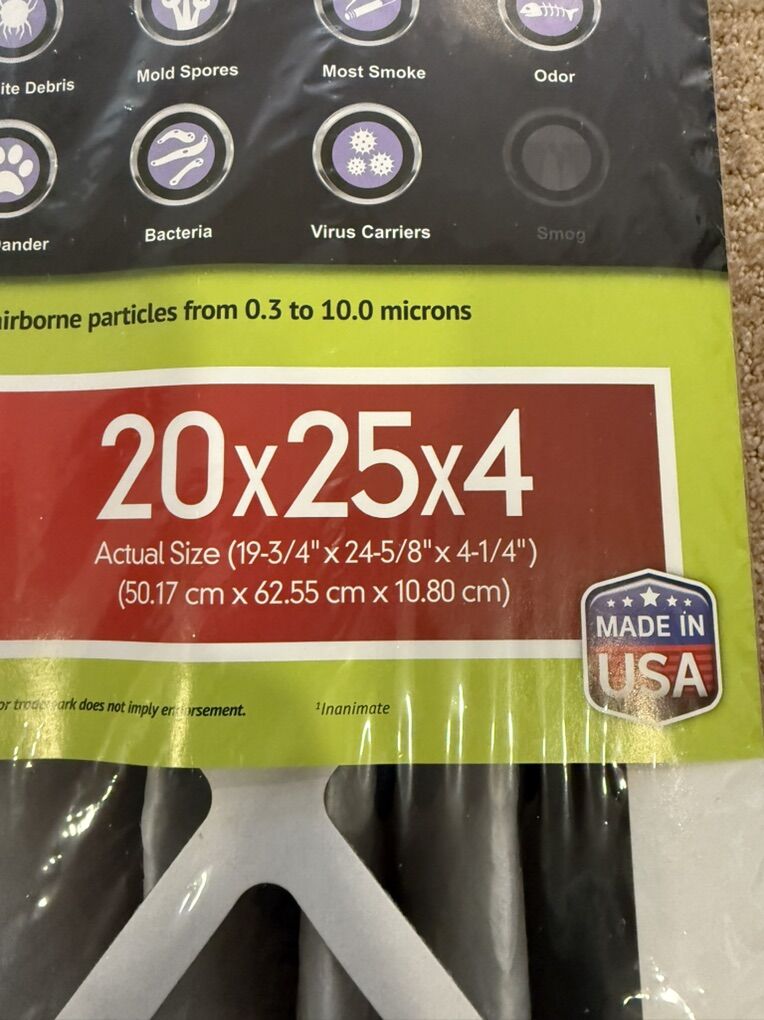 ite Debris
Mold Spores
Most Smoke
Odor
ander
Bacteria
Virus Carriers
Smog
airborne particles from 0.3 to 10.0 microns
20x25x4
Actual Size (19-3/4" x 24-5/8" x 4-1/4")
(50.17 cm x 62.55 cm x 10.80 cm)
MADE IN
USA
or trademark does not imply endorsement.
¹Inanimate